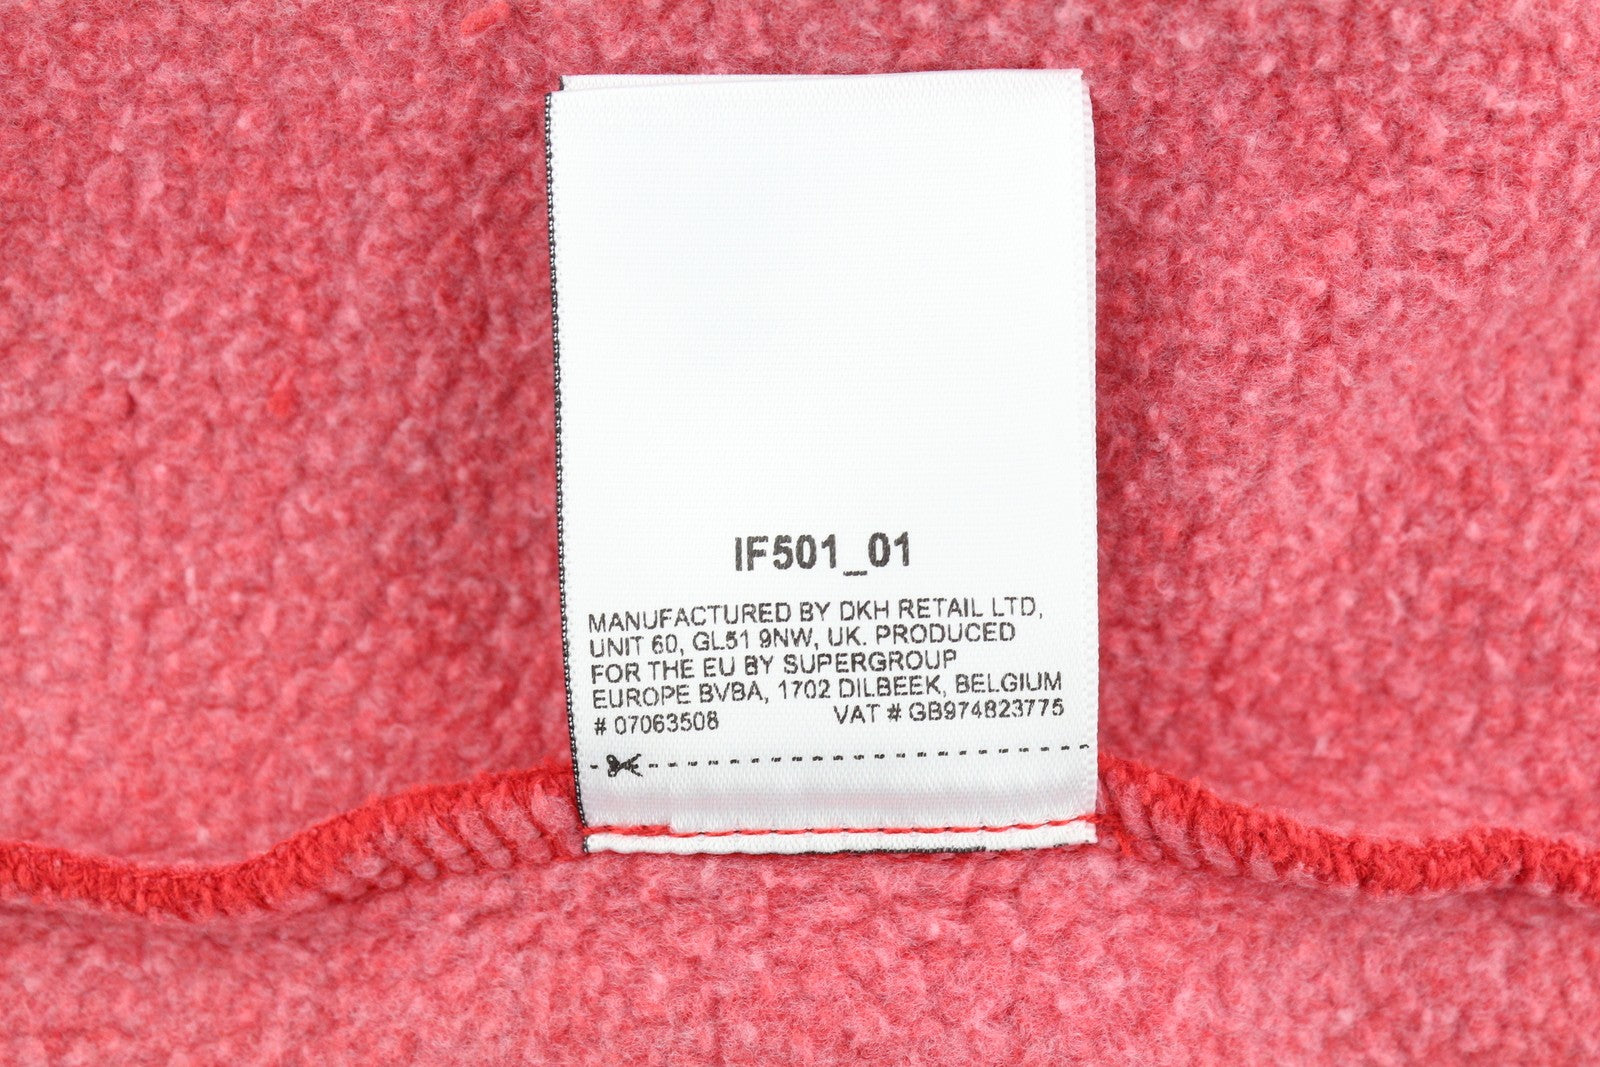 IF501_01
MANUFACTURED BY DKH RETAIL LTD,
UNIT 60, GL51 9NW, UK. PRODUCED
FOR THE EU BY SUPERGROUP
EUROPE BVBA, 1702 DILBEEK, BELGIUM
# 07063508 VAT # GB974823775